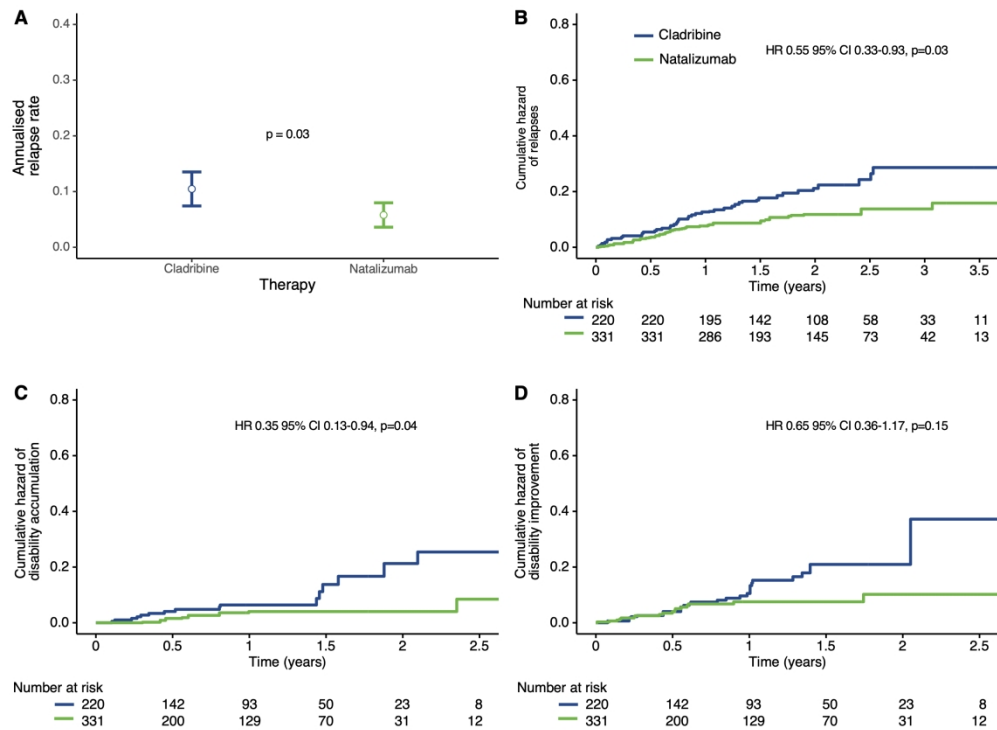 A
0.4
0.3
0.2
0.1
0.0
Annualised
relapse rate
p = 0.03
Cladribine
Natalizumab
Therapy
B
0.8
0.6
0.4
0.2
0.0
Cumulative hazard
of relapses
Cladribine
Natalizumab
HR 0.55 95% CI 0.33-0.93, p=0.03
0 0.5 1 1.5 2 2.5 3 3.5
Time (years)
Number at risk
220 220 195 142 108 58 33 11
331 331 286 193 145 73 42 13
C
0.8
0.6
0.4
0.2
0.0
Cumulative hazard of
disability accumulation
HR 0.35 95% CI 0.13-0.94, p=0.04
0 0.5 1 1.5 2 2.5
Time (years)
Number at risk
220 142 93 50 23 8
331 200 129 70 31 12
D
0.8
0.6
0.4
0.2
0.0
Cumulative hazard of
disability improvement
HR 0.65 95% CI 0.36-1.17, p=0.15
0 0.5 1 1.5 2 2.5
Time (years)
Number at risk
220 142 93 50 23 8
331 200 129 70 31 12